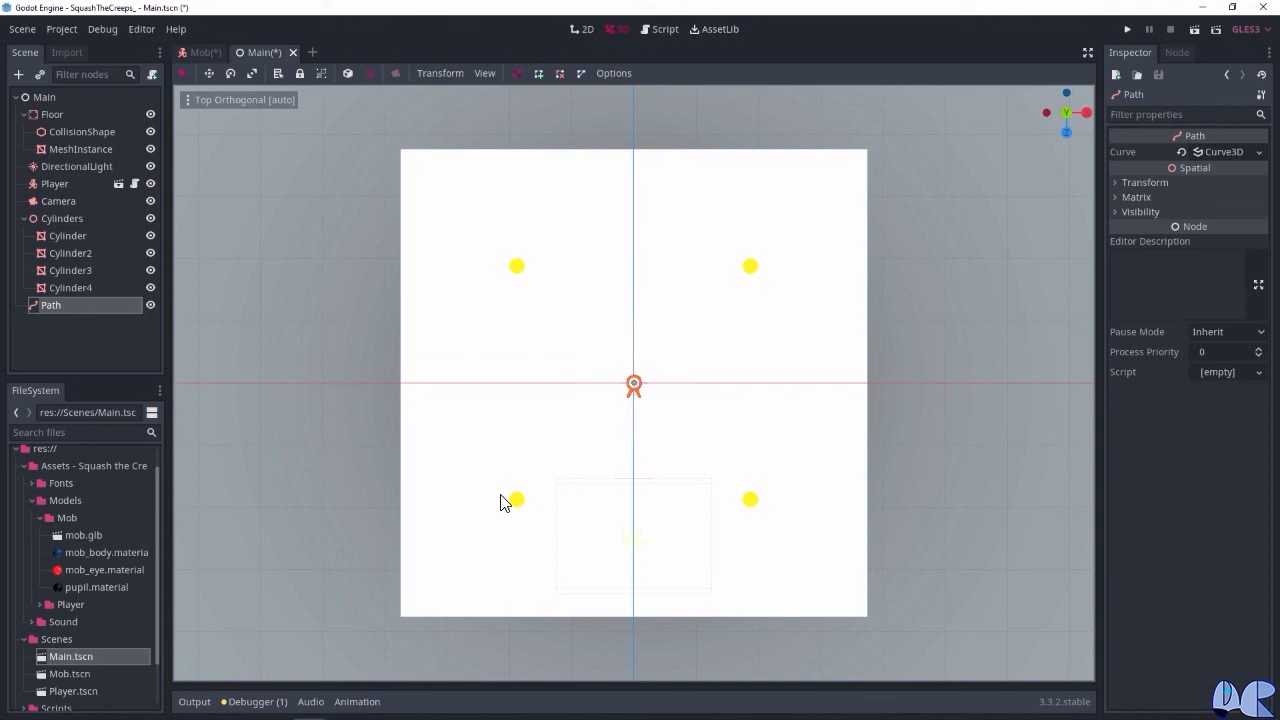 Godot Engine - SquashTheCreeps_ - Main.tscn (*)
Scene Project Debug Editor Help
2D 3D Script AssetLib
GLES3
Scene Import
Filter nodes
Main
Floor
CollisionShape
MeshInstance
DirectionalLight
Player
Camera
Cylinders
Cylinder
Cylinder2
Cylinder3
Cylinder4
Path
FileSystem
res://Scenes/Main.tsc
Search files
res://
Assets - Squash the Cre
Fonts
Models
Mob
mob.glb
mob_body.materia
mob_eye.material
pupil.material
Player
Sound
Scenes
Main.tscn
Mob.tscn
Player.tscn
Scripts
Mob(*) Main(*)
Transform View Options
Top Orthogonal [auto]
Y
X
Z
Output Debugger (1) Audio Animation
3.3.2.stable
Inspector Node
Path
Filter properties
Path
Curve Curve3D
Spatial
Transform
Matrix
Visibility
Node
Editor Description
Pause Mode Inherit
Process Priority 0
Script [empty]